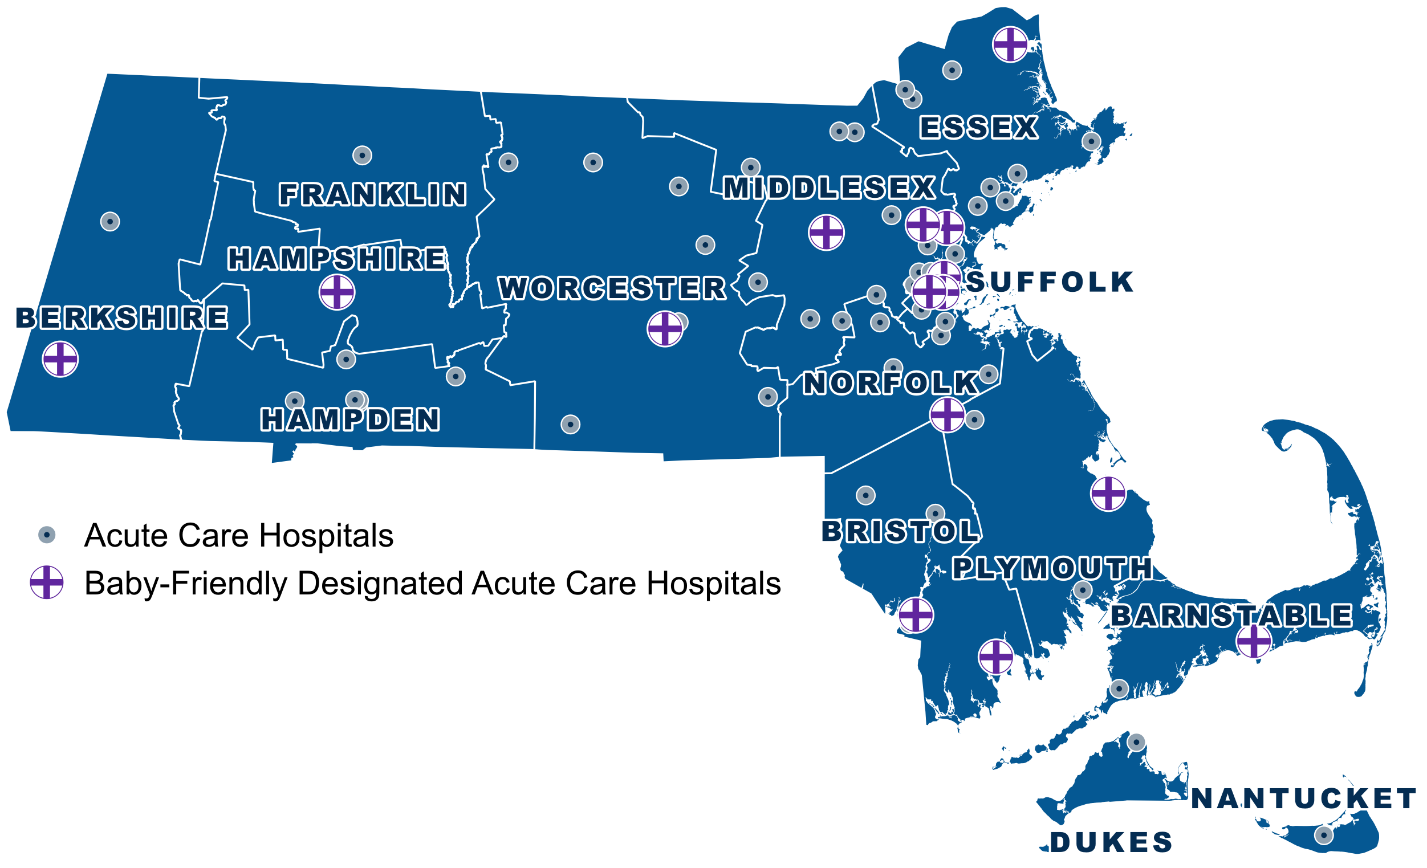 ESSEX
MIDDLESEX
FRANKLIN
HAMPSHIRE
SUFFOLK
WORCESTER
BERKSHIRE
NORFOLK
HAMPDEN
BRISTOL
Acute Care Hospitals
PLYMOUTH
Baby-Friendly Designated Acute Care Hospitals
BARNSTABLE
NANTUCKET
DUKES